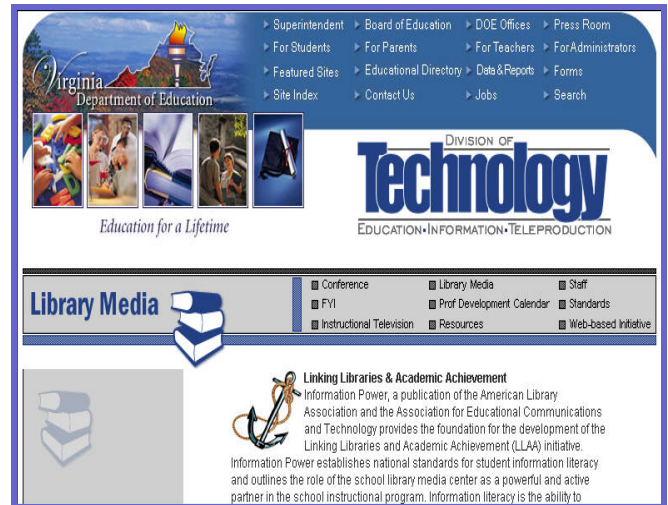 Superintendent Board of Education DOE Offices Press Room
For Students For Parents For Teachers ForAdministrators
Featured Sites Educational Directory Data & Reports Forms
Site Index Contact Us Jobs Search
Virginia
Department of Education
Education for a Lifetime
DIVISION OF
Technology
EDUCATION·INFORMATION·TELEPRODUCTION
Library Media
Conference Library Media Staff
FYI Prof Development Calendar Standards
Instructional Television Resources Web-based Initiative
Linking Libraries & Academic Achievement
Information Power, a publication of the American Library
Association and the Association for Educational Communications
and Technology provides the foundation for the development of the
Linking Libraries and Academic Achievement (LLAA) initiative.
Information Power establishes national standards for student information literacy
and outlines the role of the school library media center as a powerful and active
partner in the school instructional program. Information literacy is the ability to